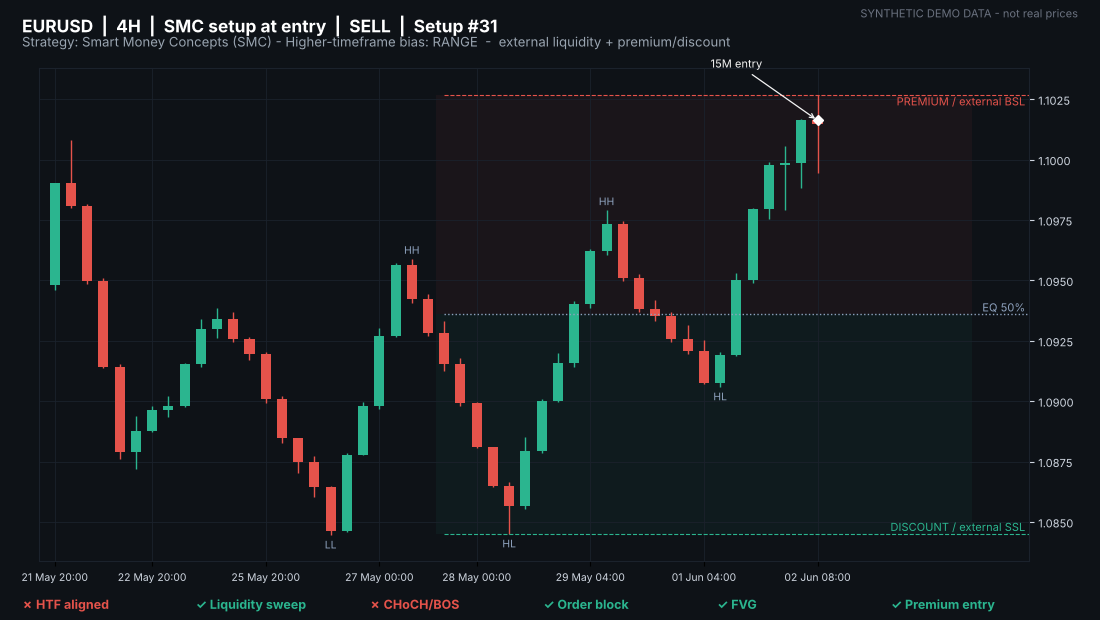 EURUSD | 4H | SMC setup at entry | SELL | Setup #31
SYNTHETIC DEMO DATA - not real prices
Strategy: Smart Money Concepts (SMC) - Higher-timeframe bias: RANGE - external liquidity + premium/discount
15M entry
PREMIUM / external BSL
1.1025
1.1000
HH
1.0975
HH
1.0950
EQ 50%
1.0925
HL
1.0900
1.0875
DISCOUNT / external SSL
1.0850
LL
HL
21 May 20:00 22 May 20:00 25 May 20:00 27 May 00:00 28 May 00:00 29 May 04:00 01 Jun 04:00 02 Jun 08:00
× HTF aligned ✓ Liquidity sweep × CHoCH/BOS ✓ Order block ✓ FVG ✓ Premium entry